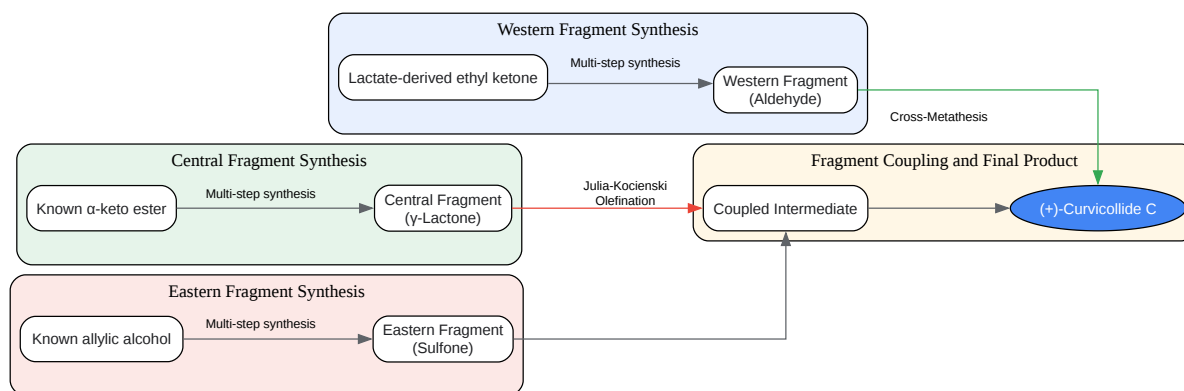 Western Fragment Synthesis
Lactate-derived ethyl ketone
Multi-step synthesis
Western Fragment
(Aldehyde)
Cross-Metathesis
Central Fragment Synthesis
Known α-keto ester
Multi-step synthesis
Central Fragment
(γ-Lactone)
Julia-Kocienski
Olefination
Fragment Coupling and Final Product
Coupled Intermediate
(+)-Curvicollide C
Eastern Fragment Synthesis
Known allylic alcohol
Multi-step synthesis
Eastern Fragment
(Sulfone)